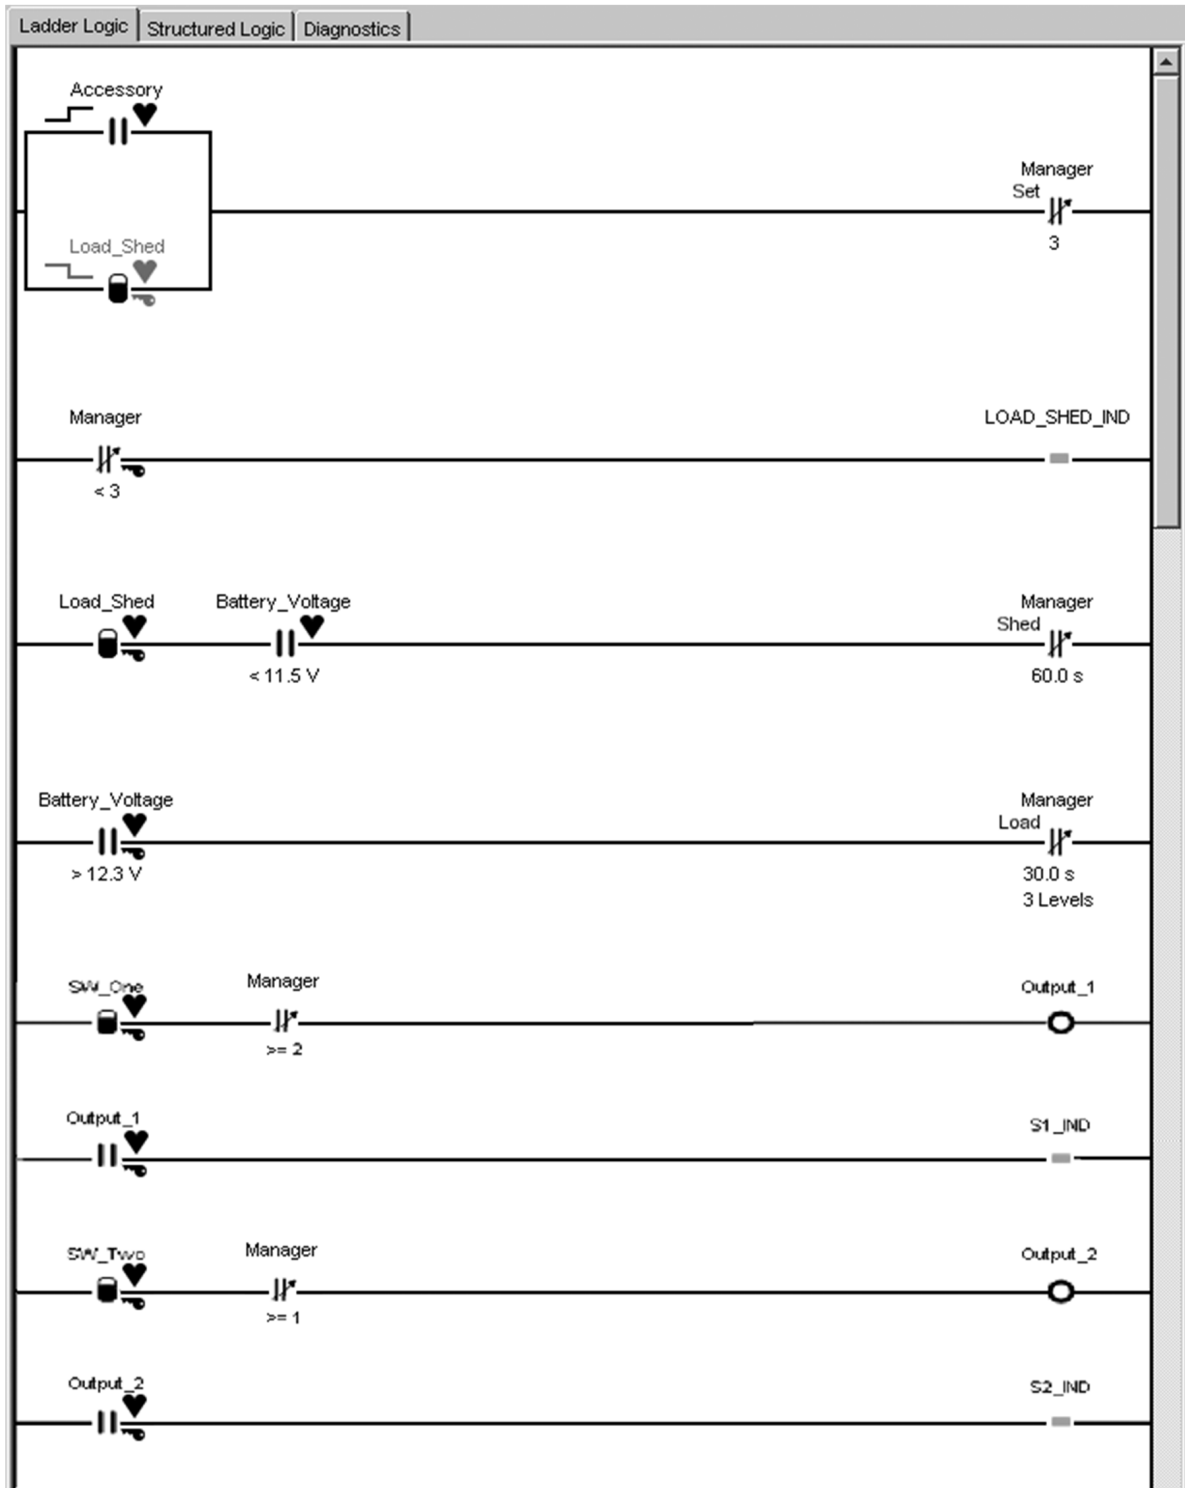 Ladder Logic Structured Logic Diagnostics
Accessory
Manager
Set
3
Load_Shed
Manager
< 3
LOAD_SHED_IND
Load_Shed
Battery_Voltage
< 11.5 V
Manager
Shed
60.0 s
Battery_Voltage
> 12.3 V
Manager
Load
30.0 s
3 Levels
SW_One
Manager
>= 2
Output_1
Output_1
S1_IND
SW_Two
Manager
>= 1
Output_2
Output_2
S2_IND